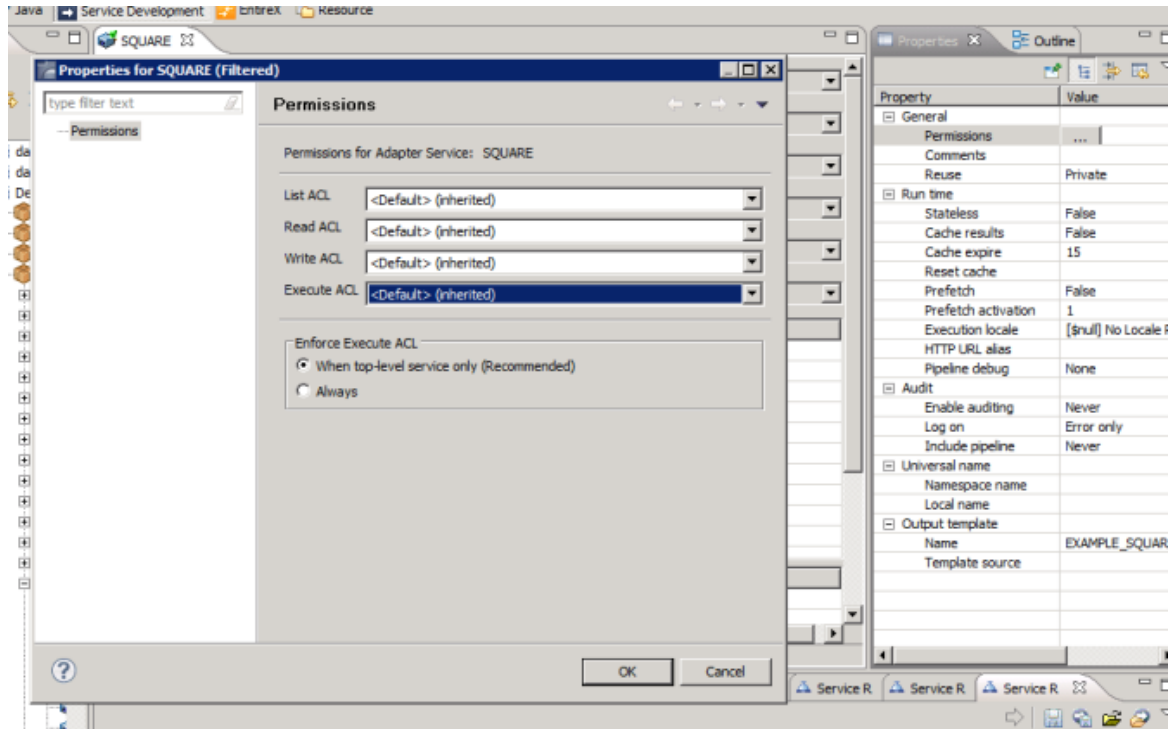 Java Service Development EntireX Resource
SQUARE
Properties Outline
Properties for SQUARE (Filtered)
type filter text
Permissions
Permissions
Permissions for Adapter Service: SQUARE
List ACL <Default> (inherited)
Read ACL <Default> (inherited)
Write ACL <Default> (inherited)
Execute ACL <Default> (inherited)
Enforce Execute ACL
When top-level service only (Recommended)
Always
OK Cancel
da
da
De
Property Value
General
Permissions ...
Comments
Reuse Private
Run time
Stateless False
Cache results False
Cache expire 15
Reset cache
Prefetch False
Prefetch activation 1
Execution locale [$null] No Locale
HTTP URL alias
Pipeline debug None
Audit
Enable auditing Never
Log on Error only
Include pipeline Never
Universal name
Namespace name
Local name
Output template
Name EXAMPLE_SQUAR
Template source
Service R Service R Service R